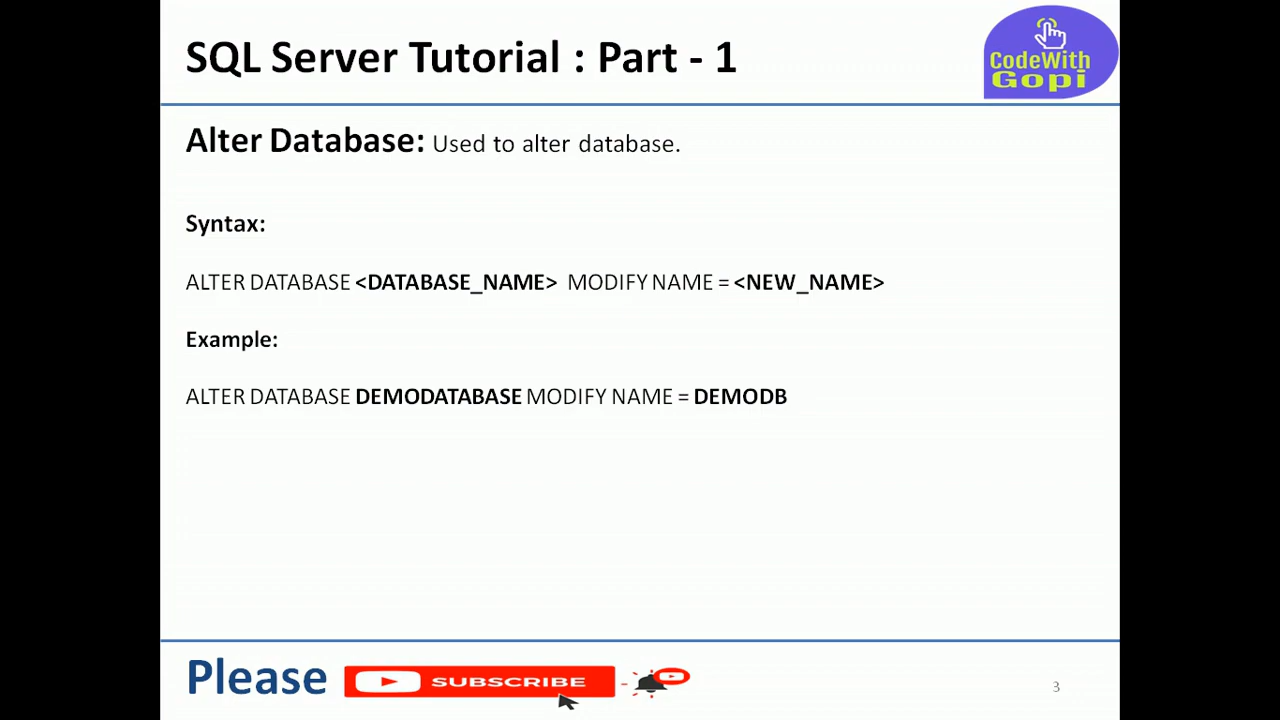 SQL Server Tutorial : Part - 1
CodeWith
Gopi
Alter Database: Used to alter database.
Syntax:
ALTER DATABASE <DATABASE_NAME> MODIFY NAME = <NEW_NAME>
Example:
ALTER DATABASE DEMODATABASE MODIFY NAME = DEMODB
Please SUBSCRIBE
3